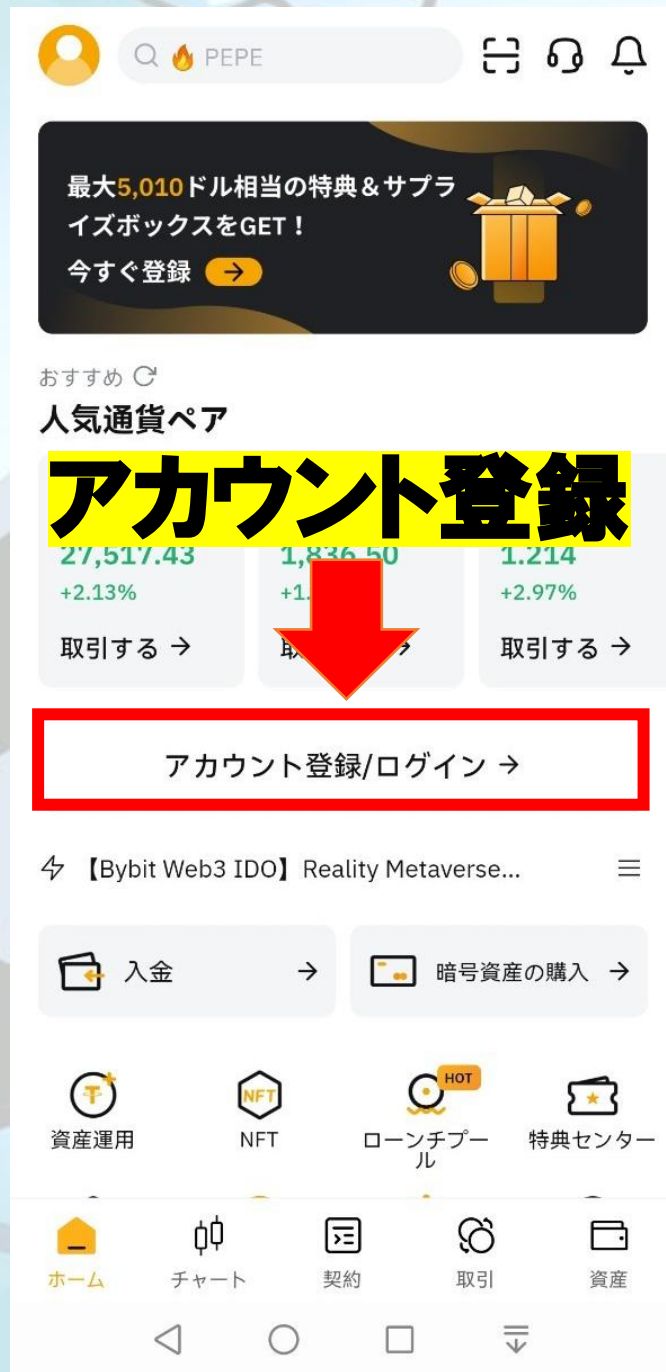 PEPE
最大5,010ドル相当の特典&サプラ
イズボックスをGET！
今すぐ登録
おすすめ
人気通貨ペア
アカウント登録
27,517.43 1,836.50 1.214
+2.13% +1. +2.97%
取引する → → 取引する →
アカウント登録/ログイン →
【Bybit Web3 IDO】Reality Metaverse...
入金 → 暗号資産の購入 →
NFT HOT
資産運用 NFT ローンチプー 特典センター
ル
ホーム チャート 契約 取引 資産